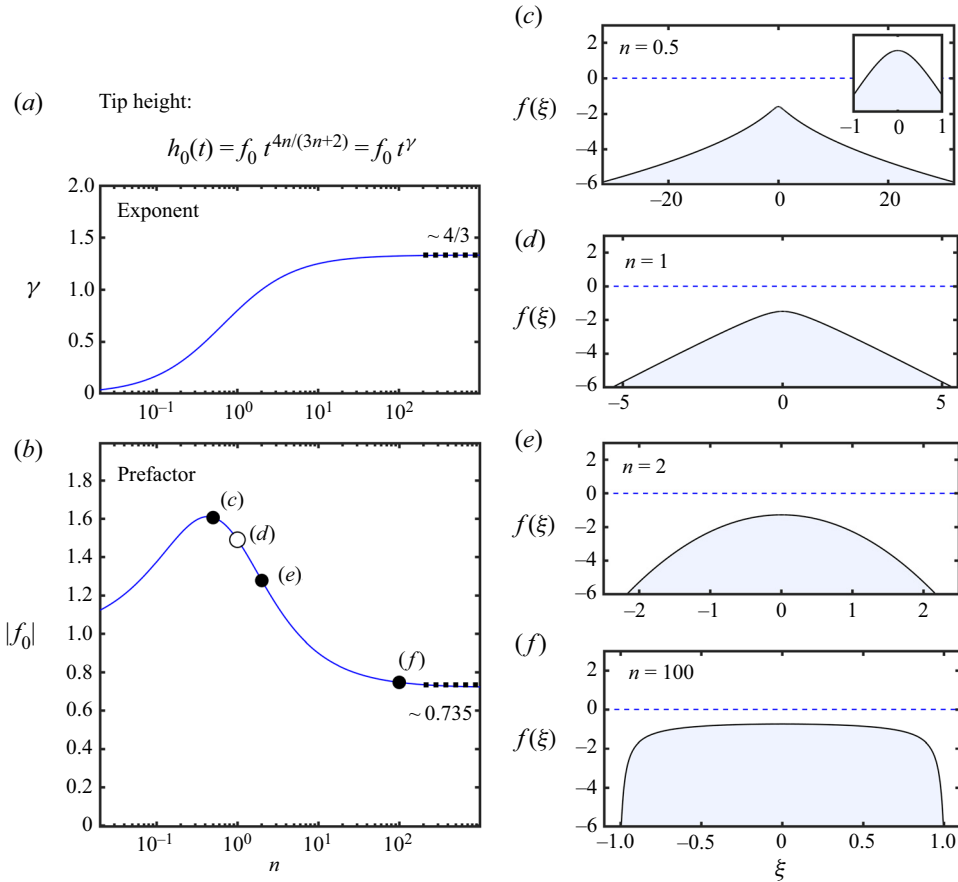 (a) Tip height:
h₀(t) = f₀ t^{4n/(3n+2)} = f₀ t^γ
2.0
Exponent
~ 4/3
1.5
γ
1.0
0.5
0
10⁻¹ 10⁰ 10¹ 10² 
(b)
Prefactor
1.8
(c)
1.6
(d)
1.4
(e)
1.2
|f₀|
1.0
(f)
0.8
~ 0.735
0.6
0.4
0.2
0
10⁻¹ 10⁰ 10¹ 10²
n
(c)
2
n = 0.5
0
f(ξ)
–2
–1 0 1
–4
–6
–20 0 20
(d)
2
n = 1
0
f(ξ)
–2
–4
–6
–5 0 5
(e)
2
n = 2
0
f(ξ)
–2
–4
–6
–2 –1 0 1 2
(f)
2
n = 100
0
f(ξ)
–2
–4
–6
–1.0 –0.5 0 0.5 1.0
ξ